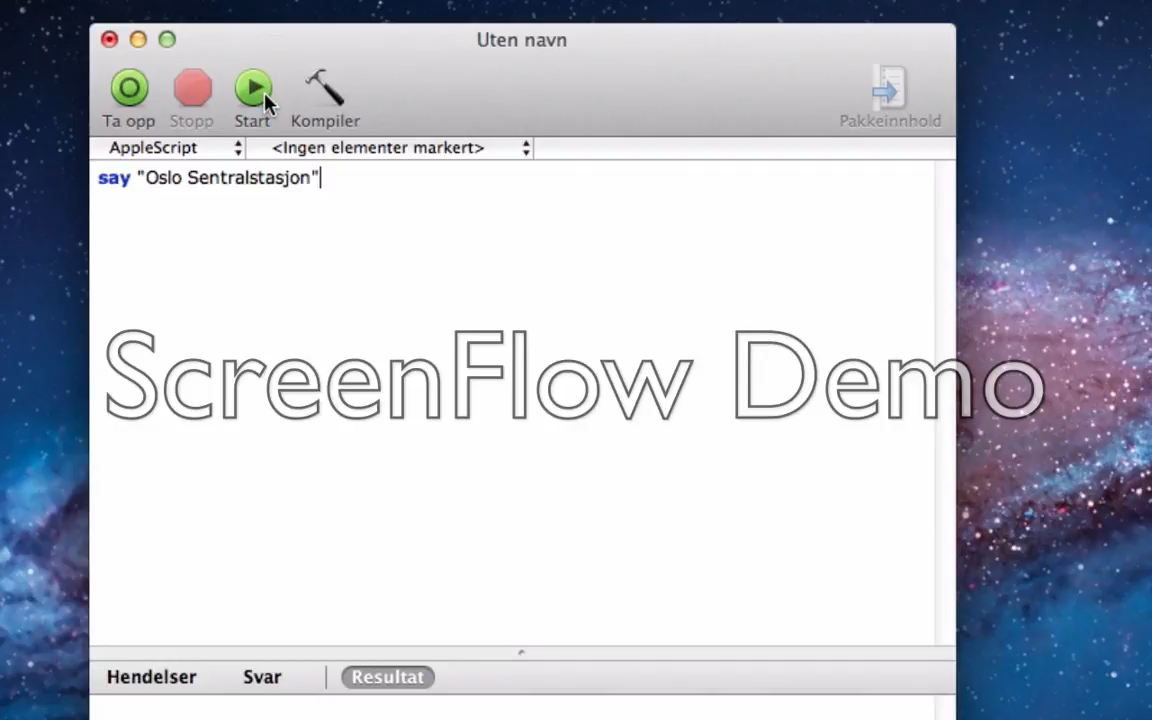 Uten navn
Ta opp Stopp Start Kompiler Pakkeinnhold
AppleScript <Ingen elementer markert>
say "Oslo Sentralstasjon"
ScreenFlow Demo
Hendelser Svar Resultat